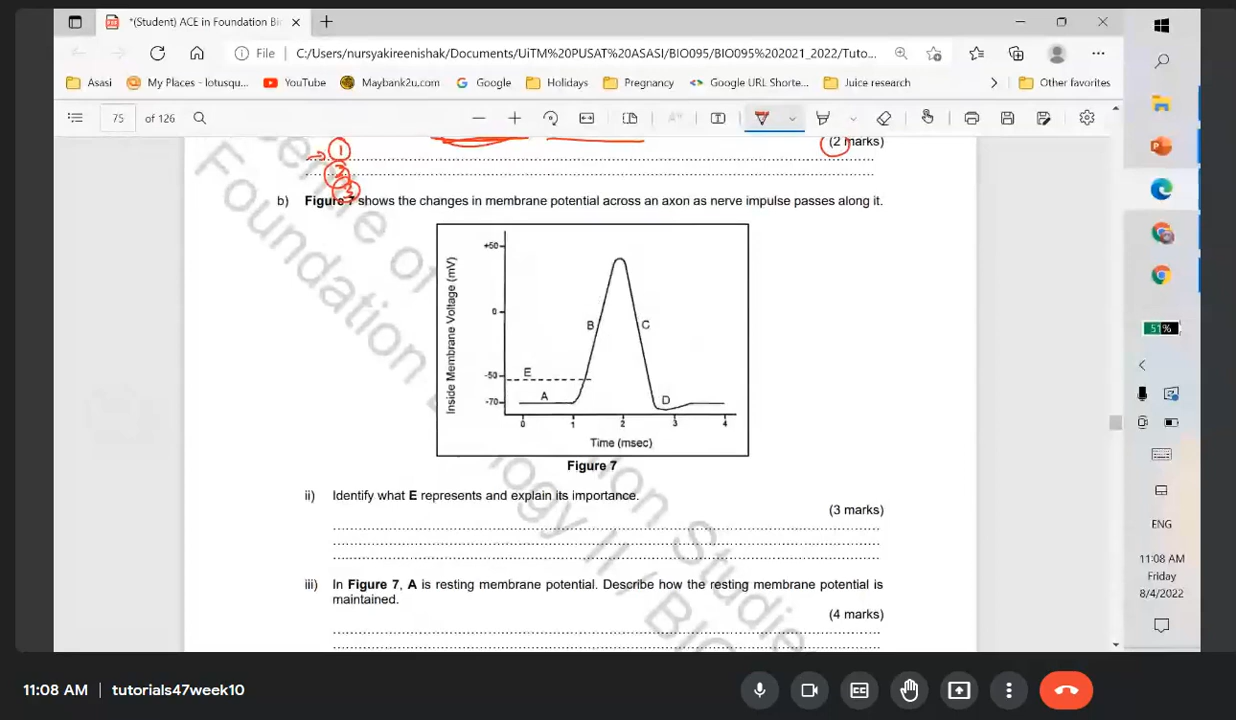 *(Student) ACE in Foundation Bi
File
C:/Users/nursyakireenishak/Documents/UiTM%20PUSAT%20ASASI/BIO095/BIO095%202021_2022/Tuto...
Asasi
My Places - lotusqu...
YouTube
Maybank2u.com
Google
Holidays
Pregnancy
Google URL Shorte...
Juice research
Other favorites
75 of 126
(2 marks)
1
2
3
b) Figure 7 shows the changes in membrane potential across an axon as nerve impulse passes along it.
Inside Membrane Voltage (mV)
+50
0
-50
-70
E
A
B
C
D
0 1 2 3 4
Time (msec)
Figure 7
ii) Identify what E represents and explain its importance.
(3 marks)
iii) In Figure 7, A is resting membrane potential. Describe how the resting membrane potential is
maintained.
(4 marks)
51%
ENG
11:08 AM
Friday
8/4/2022
11:08 AM | tutorials47week10